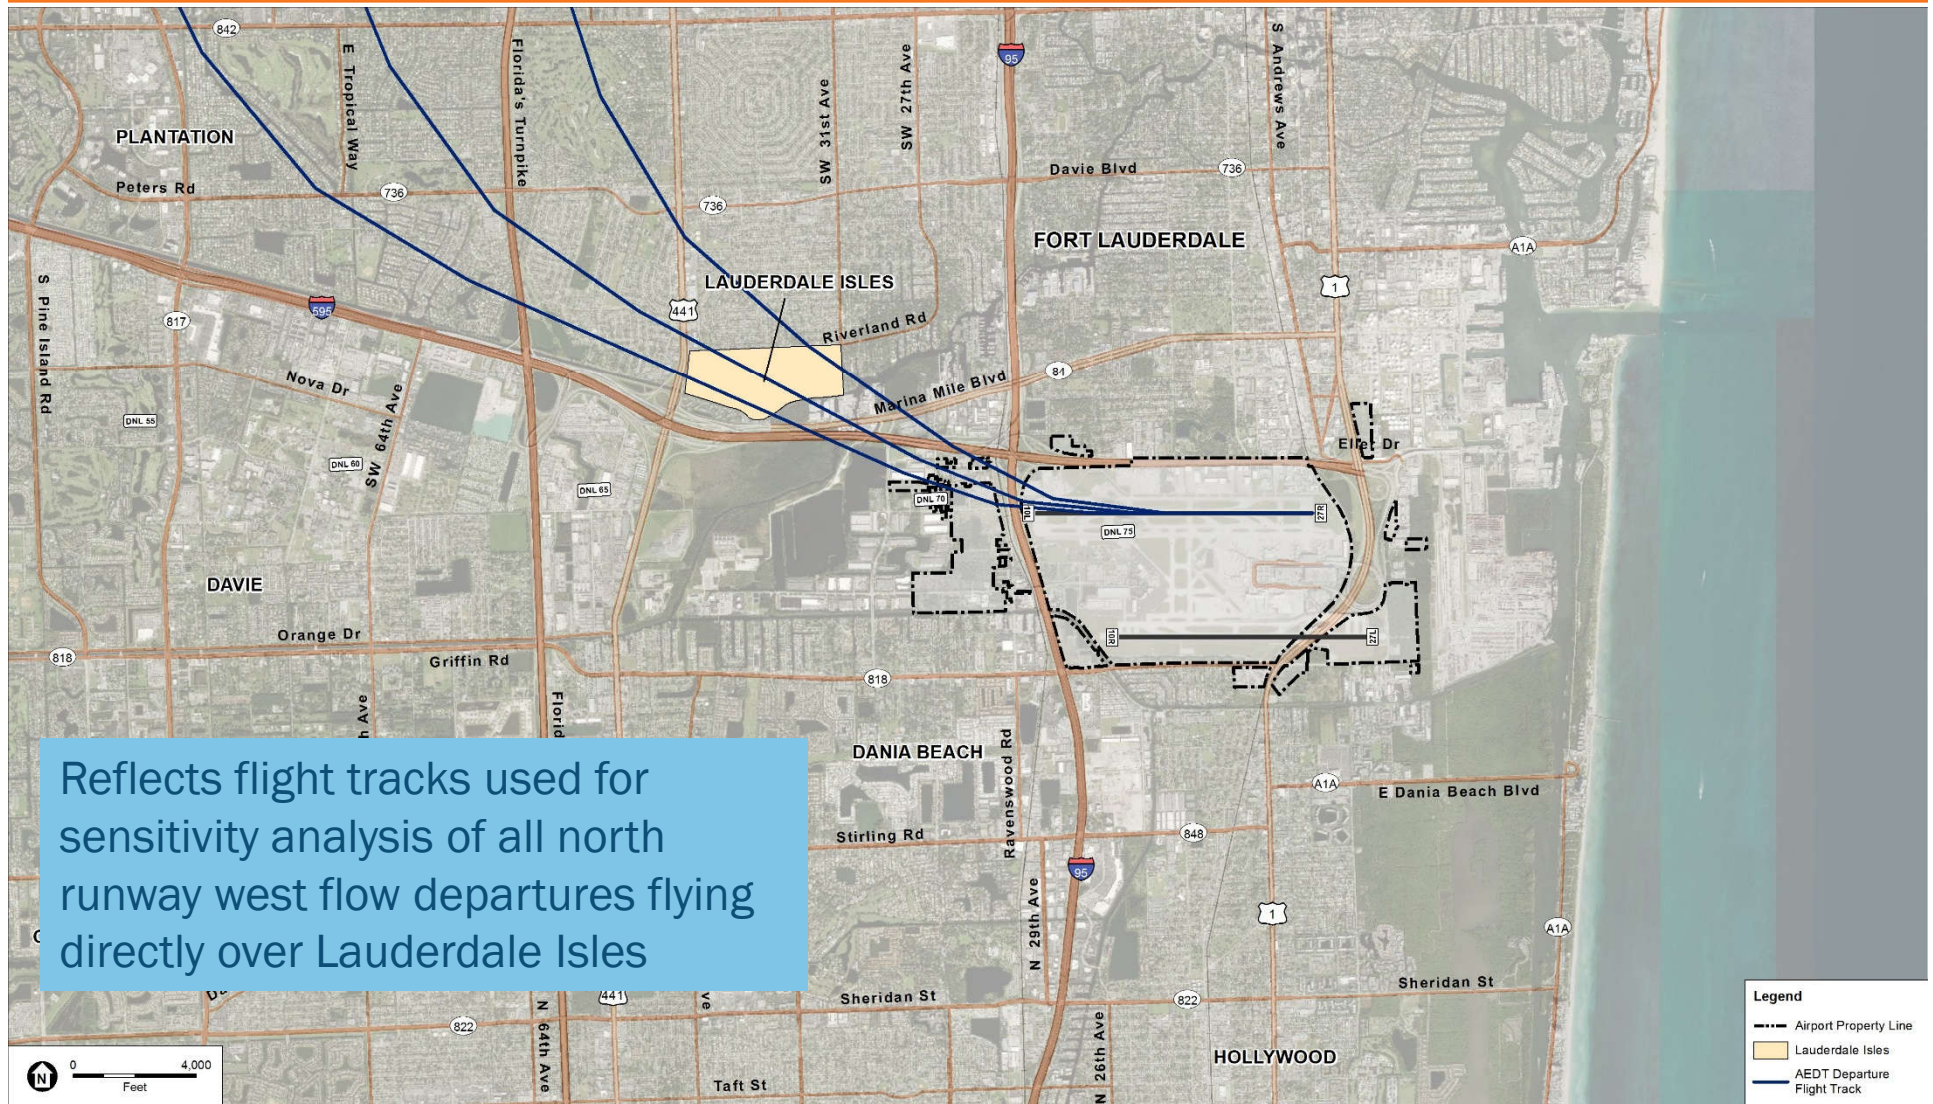 842
95
E Tropical Way
Florida's Turnpike
SW 31st Ave
SW 27th Ave
S Andrews Ave
PLANTATION
Peters Rd
736
736
Davie Blvd
736
FORT LAUDERDALE
A1A
LAUDERDALE ISLES
441
1
595
817
S Pine Island Rd
Riverland Rd
Nova Dr
SW 64th Ave
Marina Mile Blvd
84
DNL 55
DNL 60
DNL 65
DNL 70
DNL 75
Eller Dr
10L
27R
DAVIE
Orange Dr
Griffin Rd
818
818
10R
27L
h Ave
Florid
DANIA BEACH
Ravenswood Rd
A1A
E Dania Beach Blvd
Stirling Rd
848
95
N 29th Ave
1
A1A
Reflects flight tracks used for
sensitivity analysis of all north
runway west flow departures flying
directly over Lauderdale Isles
441
ve
Sheridan St
822
Sheridan St
822
N 64th Ave
N 26th Ave
HOLLYWOOD
Taft St
N
0
4,000
Feet
Legend
Airport Property Line
Lauderdale Isles
AEDT Departure
Flight Track